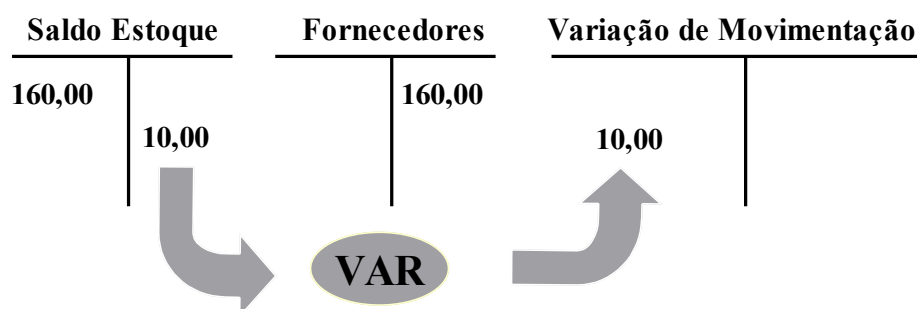 Saldo Estoque Fornecedores Variação de Movimentação
160,00 160,00
10,00 10,00
VAR